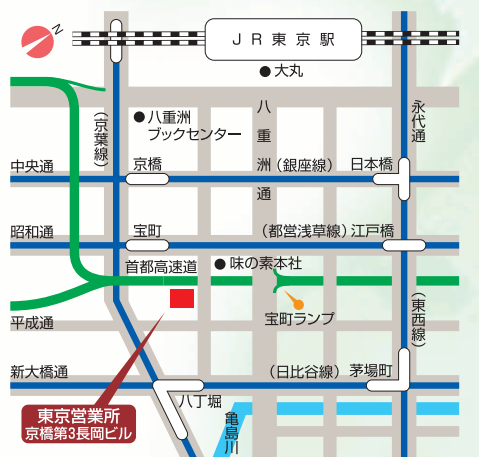 N
JR東京駅
大丸
八重洲
ブックセンター
八重洲通
永代通
(京葉線)
中央通
京橋
(銀座線)
日本橋
昭和通
宝町
(都営浅草線)
江戸橋
首都高速道
味の素本社
宝町ランプ
(東西線)
平成通
新大橋通
(日比谷線)
茅場町
八丁堀
亀島川
東京営業所
京橋第3長岡ビル